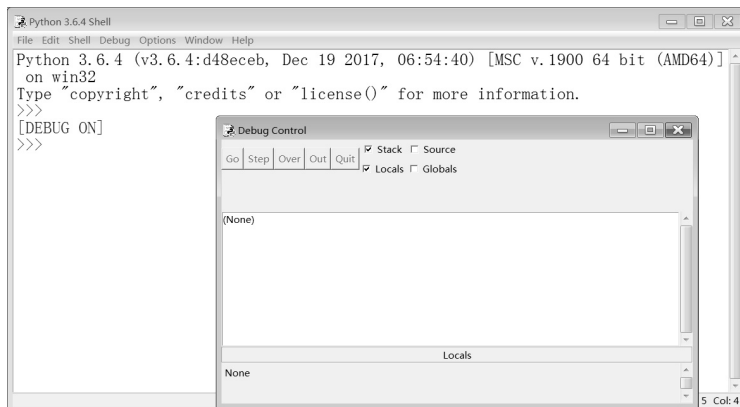 Python 3.6.4 Shell
File Edit Shell Debug Options Window Help
Python 3.6.4 (v3.6.4:d48eceb, Dec 19 2017, 06:54:40) [MSC v.1900 64 bit (AMD64)]
on win32
Type "copyright", "credits" or "license()" for more information.
>>>
[DEBUG ON]
>>>
Debug Control
Go Step Over Out Quit Stack Source
Locals Globals
(None)
Locals
None
5 Col: 4